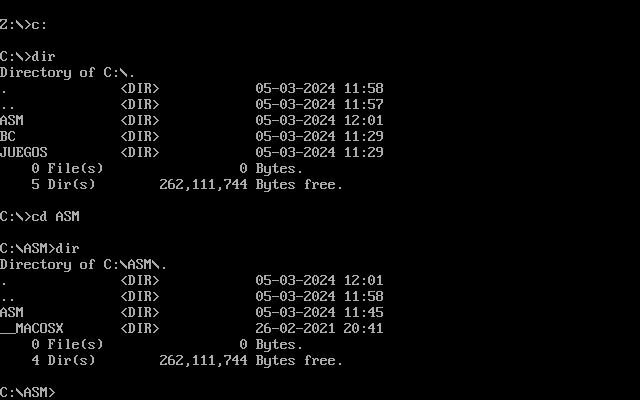 Z:\>c:
C:\>dir
Directory of C:\.
. <DIR> 05-03-2024 11:58
.. <DIR> 05-03-2024 11:57
ASM <DIR> 05-03-2024 12:01
BC <DIR> 05-03-2024 11:29
JUEGOS <DIR> 05-03-2024 11:29
0 File(s) 0 Bytes.
5 Dir(s) 262,111,744 Bytes free.
C:\>cd ASM
C:\ASM>dir
Directory of C:\ASM\.
. <DIR> 05-03-2024 12:01
.. <DIR> 05-03-2024 11:58
ASM <DIR> 05-03-2024 11:45
__MACOSX <DIR> 26-02-2021 20:41
0 File(s) 0 Bytes.
4 Dir(s) 262,111,744 Bytes free.
C:\ASM>